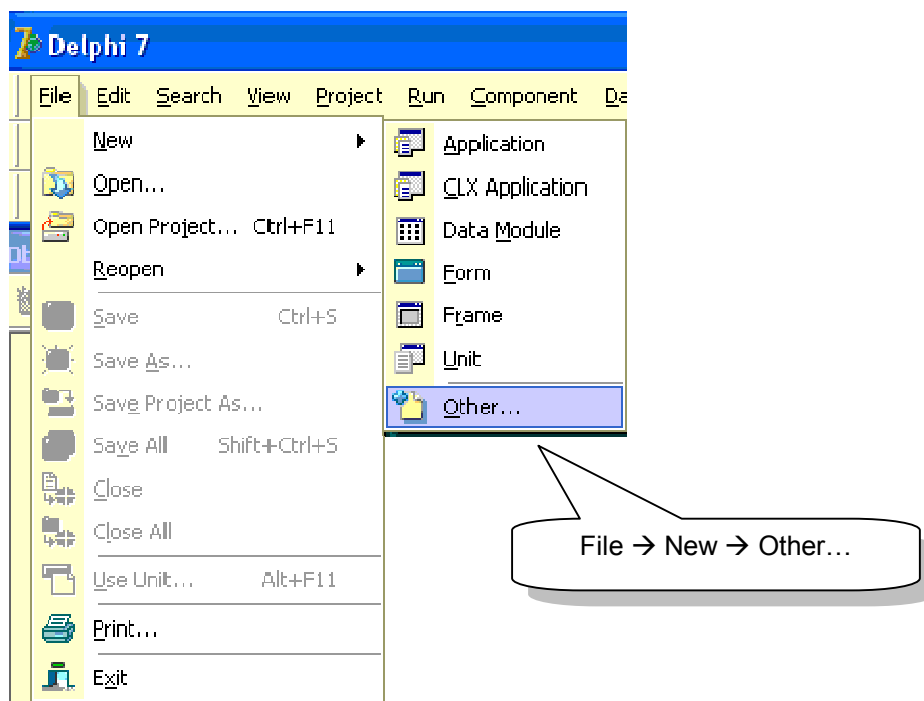 Delphi 7
File Edit Search View Project Run Component Da
New
Open...
Open Project... Ctrl+F11
Reopen
Save Ctrl+S
Save As...
Save Project As...
Save All Shift+Ctrl+S
Close
Close All
Use Unit... Alt+F11
Print...
Exit
Application
CLX Application
Data Module
Form
Frame
Unit
Other...
File → New → Other…